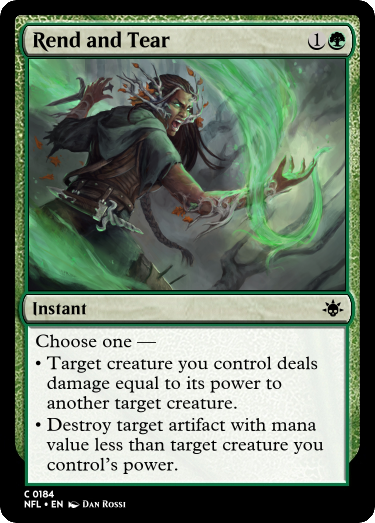 Rend and Tear 1
Instant
Choose one —
• Target creature you control deals
damage equal to its power to
another target creature.
• Destroy target artifact with mana
value less than target creature you
control's power.
C 0184
NFL • EN Dan Rossi